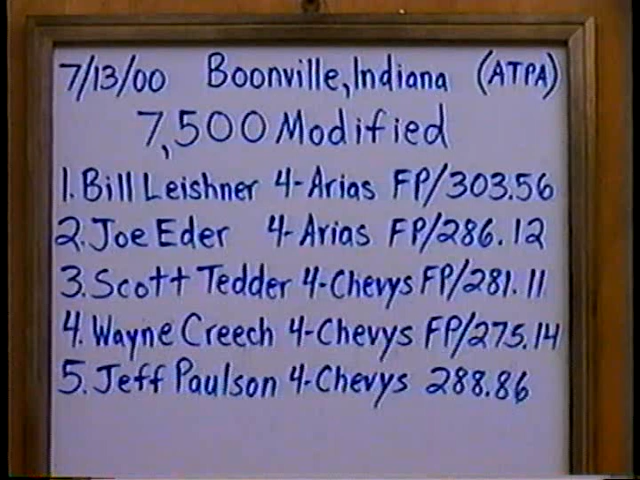 7/13/00 Boonville, Indiana (ATPA)
7,500 Modified
1. Bill Leishner 4-Arias FP/303.56
2. Joe Eder 4-Arias FP/286.12
3. Scott Tedder 4-Chevys FP/281.11
4. Wayne Creech 4-Chevys FP/275.14
5. Jeff Paulson 4-Chevys 288.86